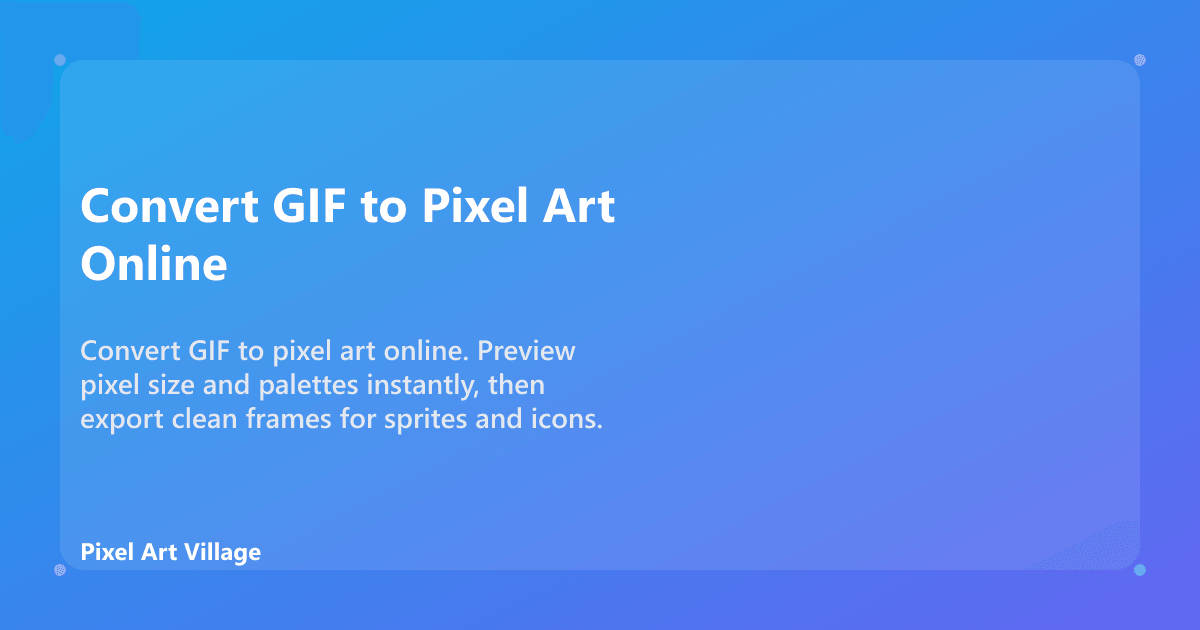 Convert GIF to Pixel Art
Online
Convert GIF to pixel art online. Preview
pixel size and palettes instantly, then
export clean frames for sprites and icons.
Pixel Art Village